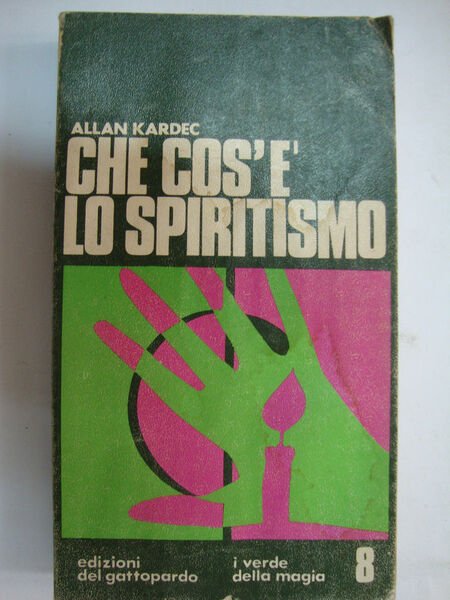 ALLAN KARDEC
CHE COS'E'
LO SPIRITISMO
edizioni
del gattopardo
i verde
della magia
8